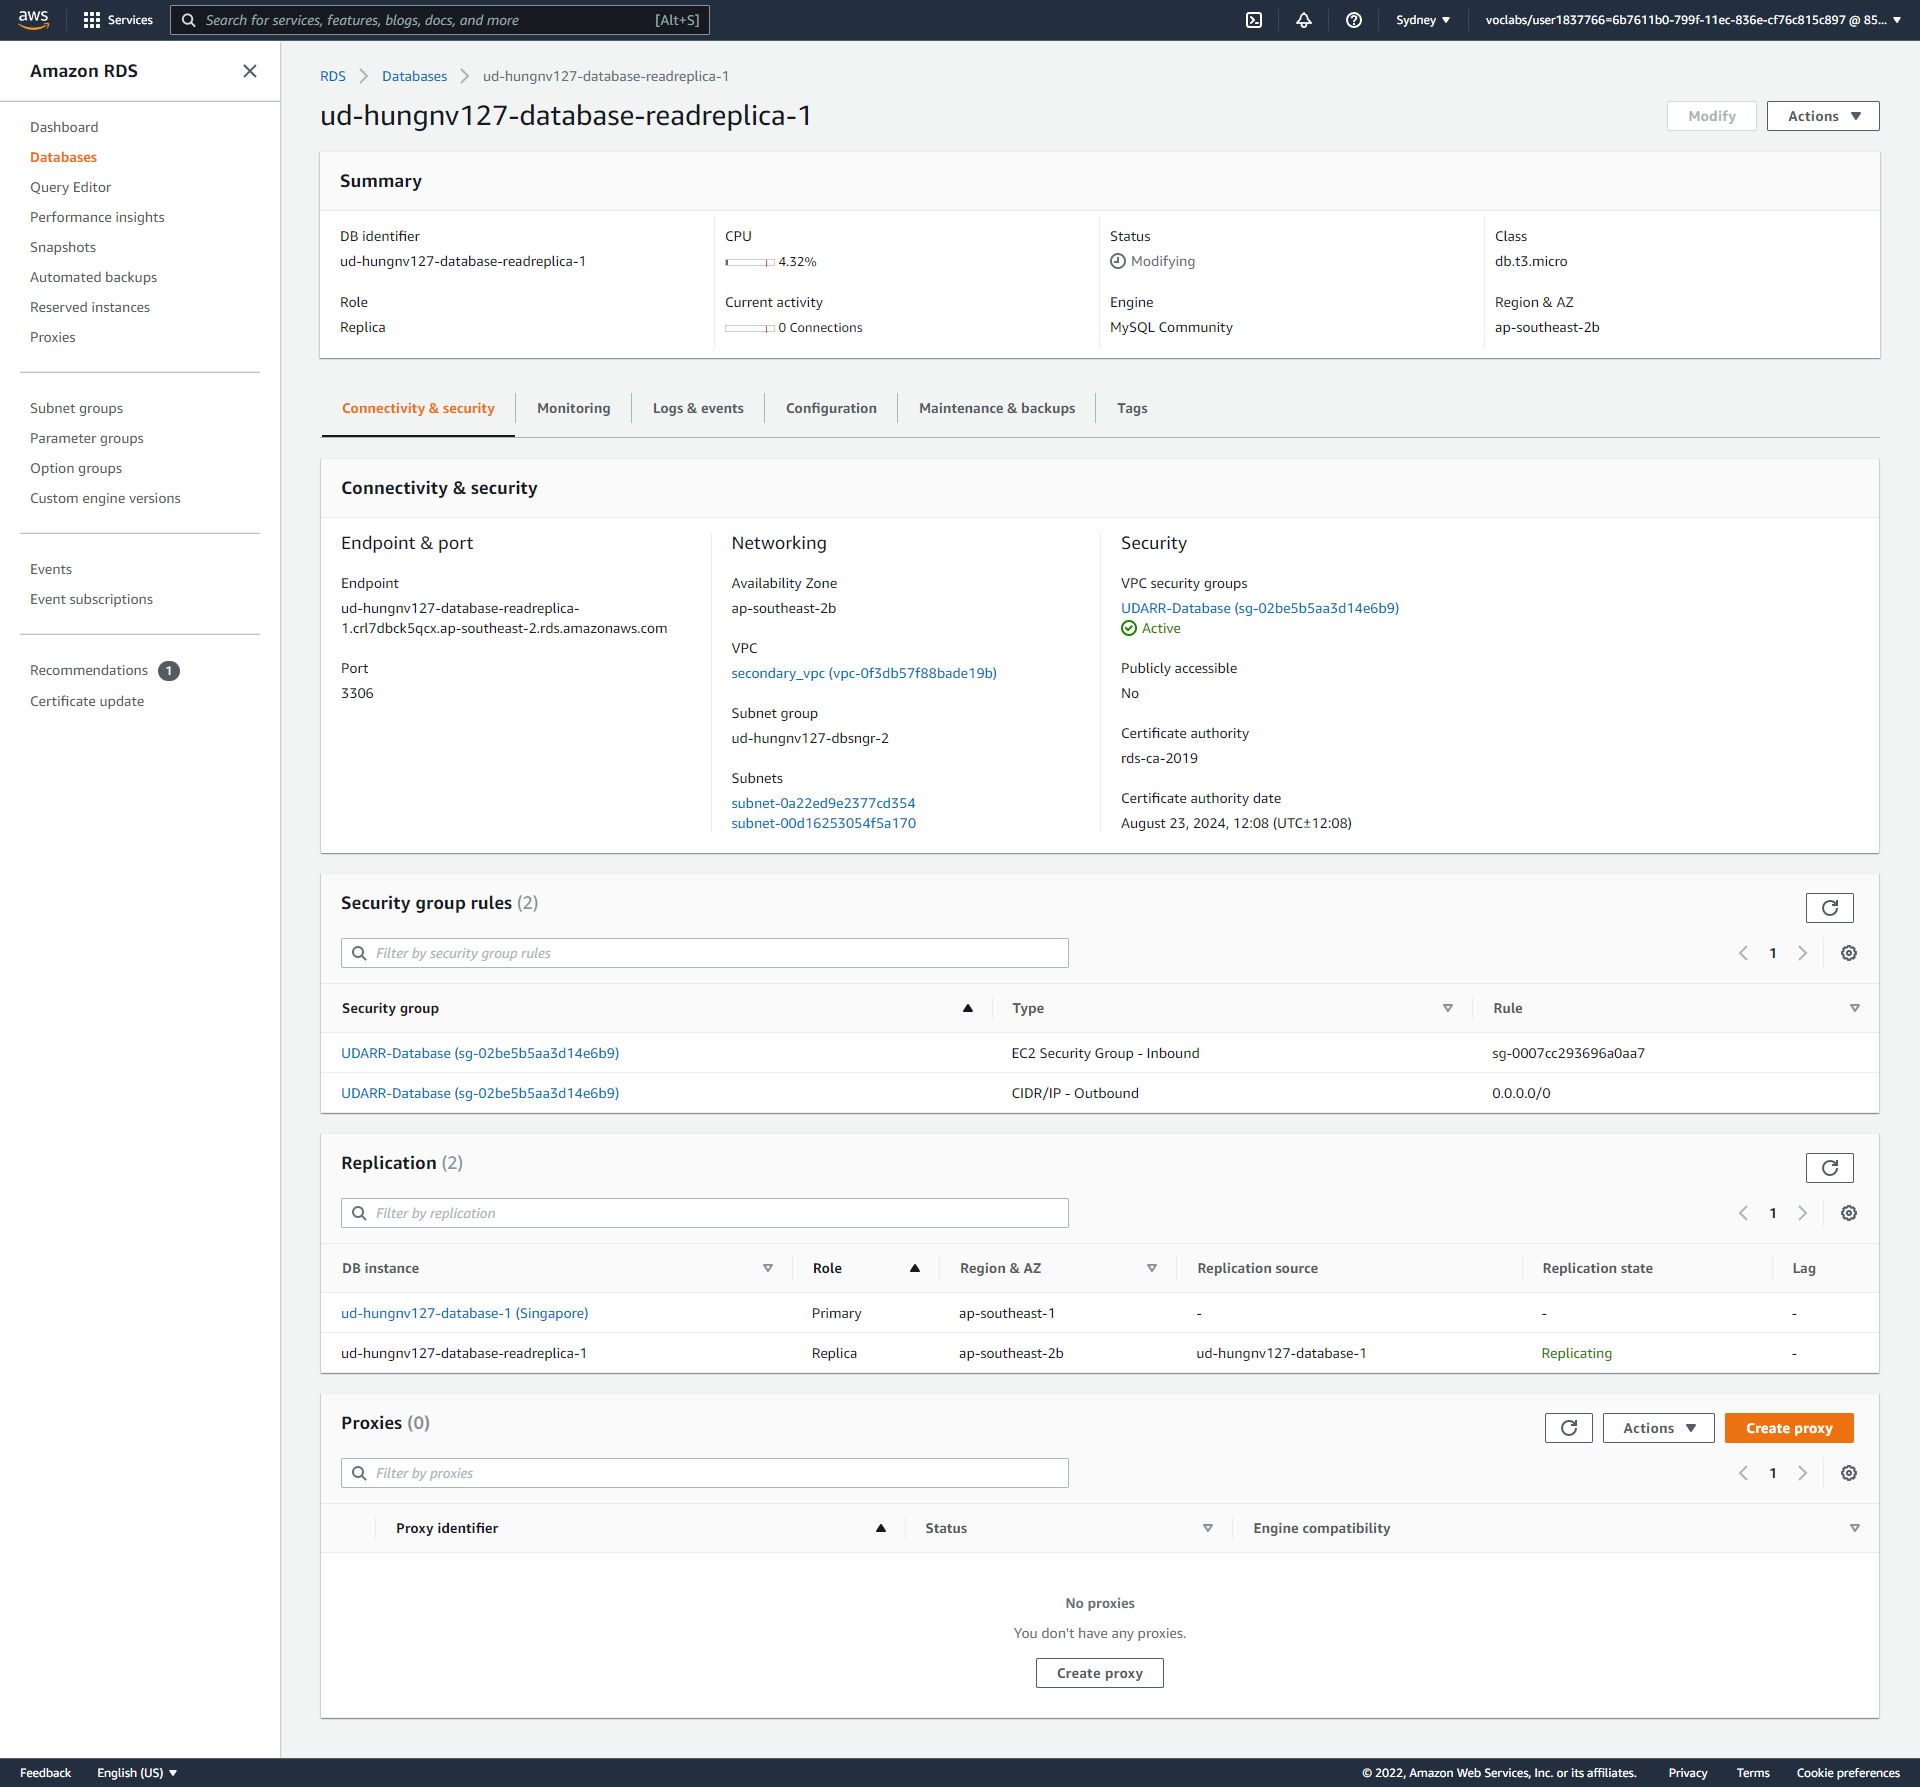 aws
Services
Search for services, features, blogs, docs, and more
[Alt+S]
Sydney
voclabs/user1837766=6b7611b0-799f-11ec-836e-cf76c815c897 @ 85...
Amazon RDS
Dashboard
Databases
Query Editor
Performance insights
Snapshots
Automated backups
Reserved instances
Proxies
Subnet groups
Parameter groups
Option groups
Custom engine versions
Events
Event subscriptions
Recommendations 1
Certificate update
RDS Databases ud-hungnv127-database-readreplica-1
ud-hungnv127-database-readreplica-1
Modify
Actions
Summary
DB identifier
ud-hungnv127-database-readreplica-1
Role
Replica
CPU
4.32%
Current activity
0 Connections
Status
Modifying
Engine
MySQL Community
Class
db.t3.micro
Region & AZ
ap-southeast-2b
Connectivity & security
Monitoring
Logs & events
Configuration
Maintenance & backups
Tags
Connectivity & security
Endpoint & port
Endpoint
ud-hungnv127-database-readreplica-
1.crl7dbck5qcx.ap-southeast-2.rds.amazonaws.com
Port
3306
Networking
Availability Zone
ap-southeast-2b
VPC
secondary_vpc (vpc-0f3db57f88bade19b)
Subnet group
ud-hungnv127-dbsngr-2
Subnets
subnet-0a22ed9e2377cd354
subnet-00d16253054f5a170
Security
VPC security groups
UDARR-Database (sg-02be5b5aa3d14e6b9)
Active
Publicly accessible
No
Certificate authority
rds-ca-2019
Certificate authority date
August 23, 2024, 12:08 (UTC±12:08)
Security group rules (2)
Filter by security group rules
1
Security group Type Rule
UDARR-Database (sg-02be5b5aa3d14e6b9) EC2 Security Group - Inbound sg-0007cc293696a0aa7
UDARR-Database (sg-02be5b5aa3d14e6b9) CIDR/IP - Outbound 0.0.0.0/0
Replication (2)
Filter by replication
1
DB instance Role Region & AZ Replication source Replication state Lag
ud-hungnv127-database-1 (Singapore) Primary ap-southeast-1 - - -
ud-hungnv127-database-readreplica-1 Replica ap-southeast-2b ud-hungnv127-database-1 Replicating -
Proxies (0)
Actions
Create proxy
Filter by proxies
1
Proxy identifier Status Engine compatibility
No proxies
You don't have any proxies.
Create proxy
Feedback English (US)
© 2022, Amazon Web Services, Inc. or its affiliates. Privacy Terms Cookie preferences